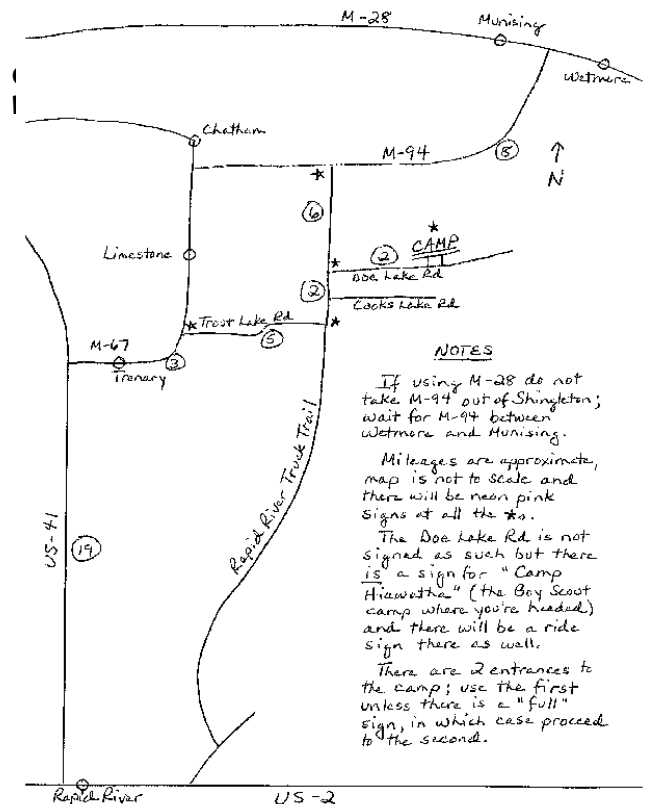 M-28
Munising
Wetmore
Chatham
M-94
5
↑
N
★
6
★
CAMP
2
Limestone
★
Doe Lake Rd
2
Cooks Lake Rd
★ Trout Lake Rd
★
5
M-67
3
Trenary
NOTES
If using M-28 do not
take M-94 out of Shingleton;
wait for M-94 between
Wetmore and Munising.
Mileages are approximate,
map is not to scale and
there will be neon pink
signs at all the ★s.
The Doe Lake Rd is not
signed as such but there
is a sign for "Camp
Hiawatha" (the Boy Scout
camp where you're headed)
and there will be a ride
sign there as well.
There are 2 entrances to
the camp; use the first
unless there is a "full"
sign, in which case proceed
to the second.
Rapid River Truck Trail
US-41
19
Rapid River
US-2